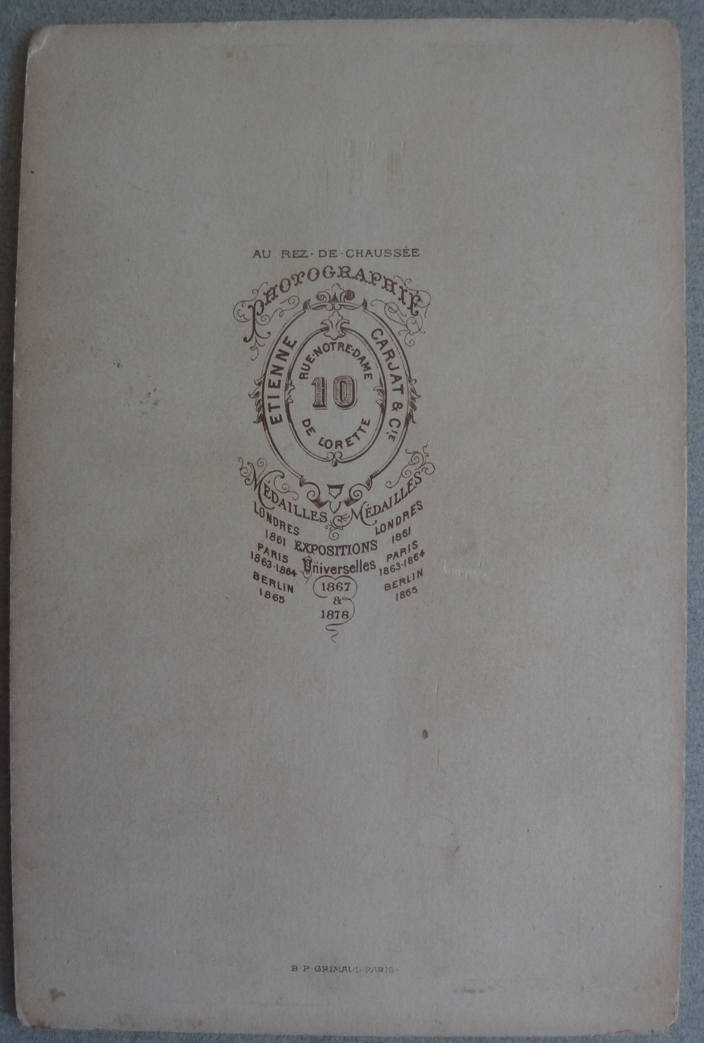 AU REZ-DE-CHAUSSÉE
PHOTOGRAPHIE
ETIENNE CARJAT & CIE
RUE-NOTRE-DAME
10
DE LORETTE
MÉDAILLES MÉDAILLES
LONDRES LONDRES
1861 EXPOSITIONS 1861
PARIS Universelles PARIS
1863-1864 1863-1864
BERLIN 1867 BERLIN
1865 & 1865
1878
B. P. GRIMAUD-PARIS-